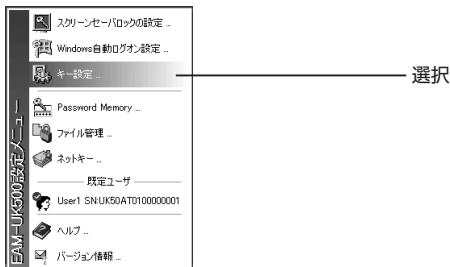 スクリーンセーバロックの設定 ...
Windows自動ログオン設定 ...
キー設定 ...
選択
Password Memory ...
ファイル管理 ...
ネットキー ...
既定ユーザ
User1 SN:UK50AT0100000001
ヘルプ ...
バージョン情報 ...
EAM-UK500設定メニュー